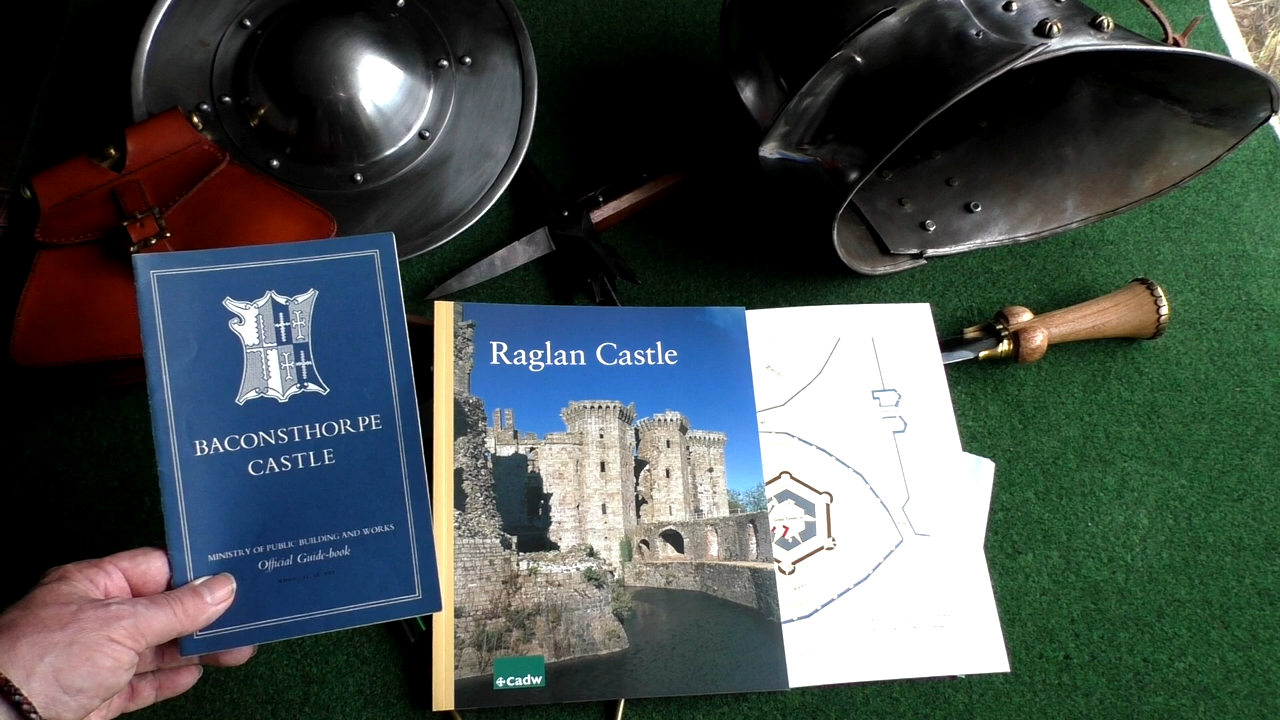 BACONSTHORPE
CASTLE
MINISTRY OF PUBLIC BUILDING AND WORKS
Official Guide-book
Raglan Castle
cadw